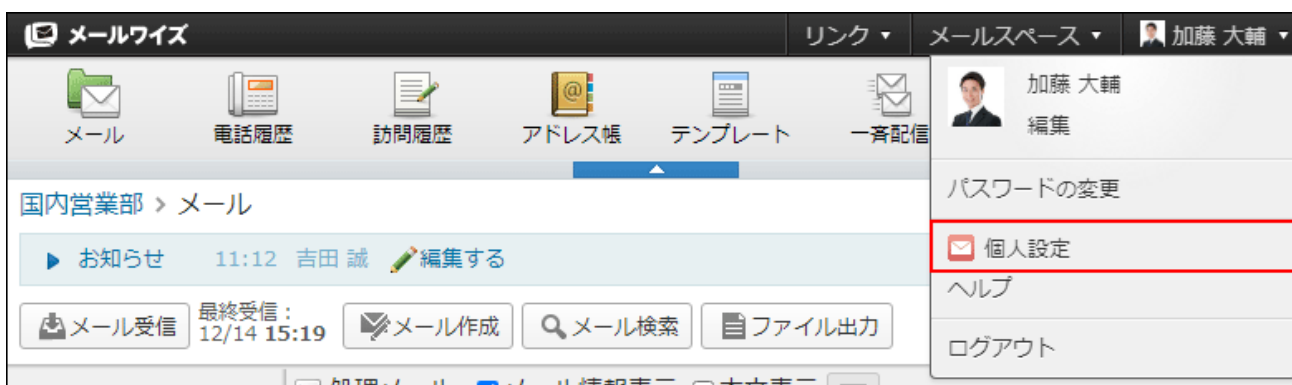 メールワイズ
リンク ▼
メールスペース ▼
加藤 大輔 ▼
メール
電話履歴
訪問履歴
アドレス帳
テンプレート
一斉配信
加藤 大輔
編集
パスワードの変更
個人設定
ヘルプ
ログアウト
国内営業部 > メール
お知らせ 11:12 吉田 誠 編集する
メール受信
最終受信：
12/14 15:19
メール作成
メール検索
ファイル出力